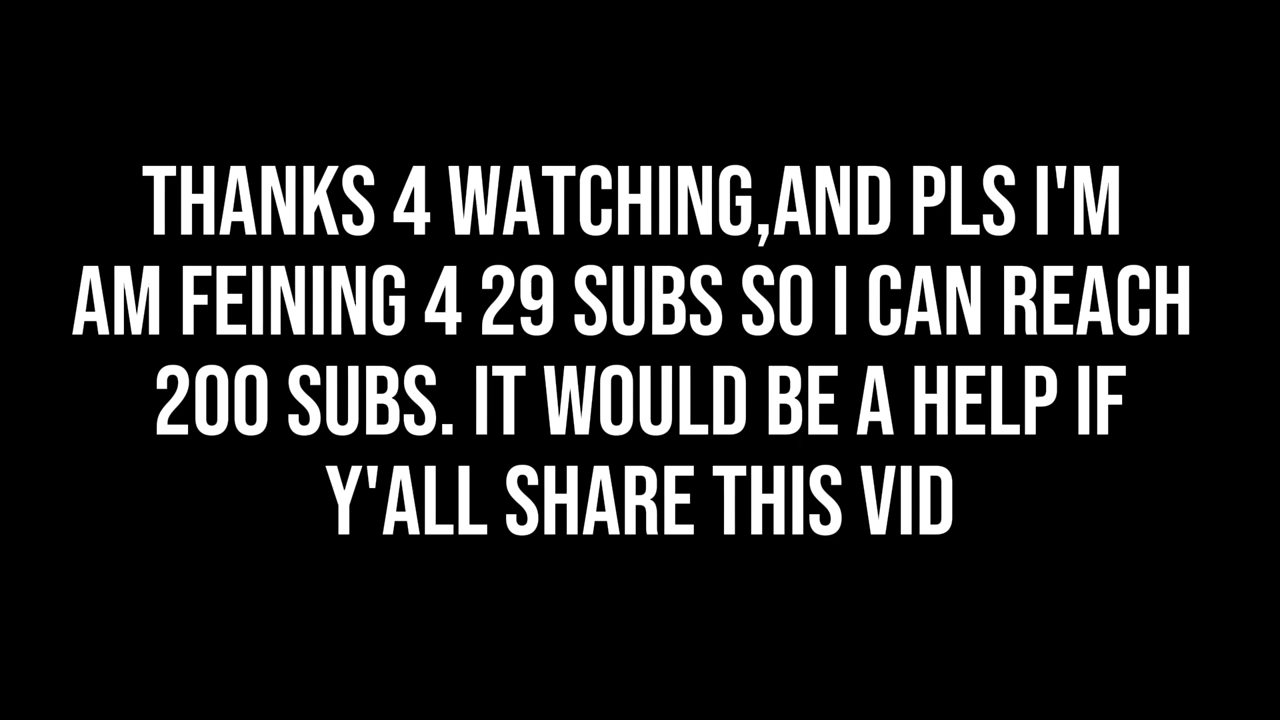 THANKS 4 WATCHING,AND PLS I'M
AM FEINING 4 29 SUBS SO I CAN REACH
200 SUBS. IT WOULD BE A HELP IF
Y'ALL SHARE THIS VID